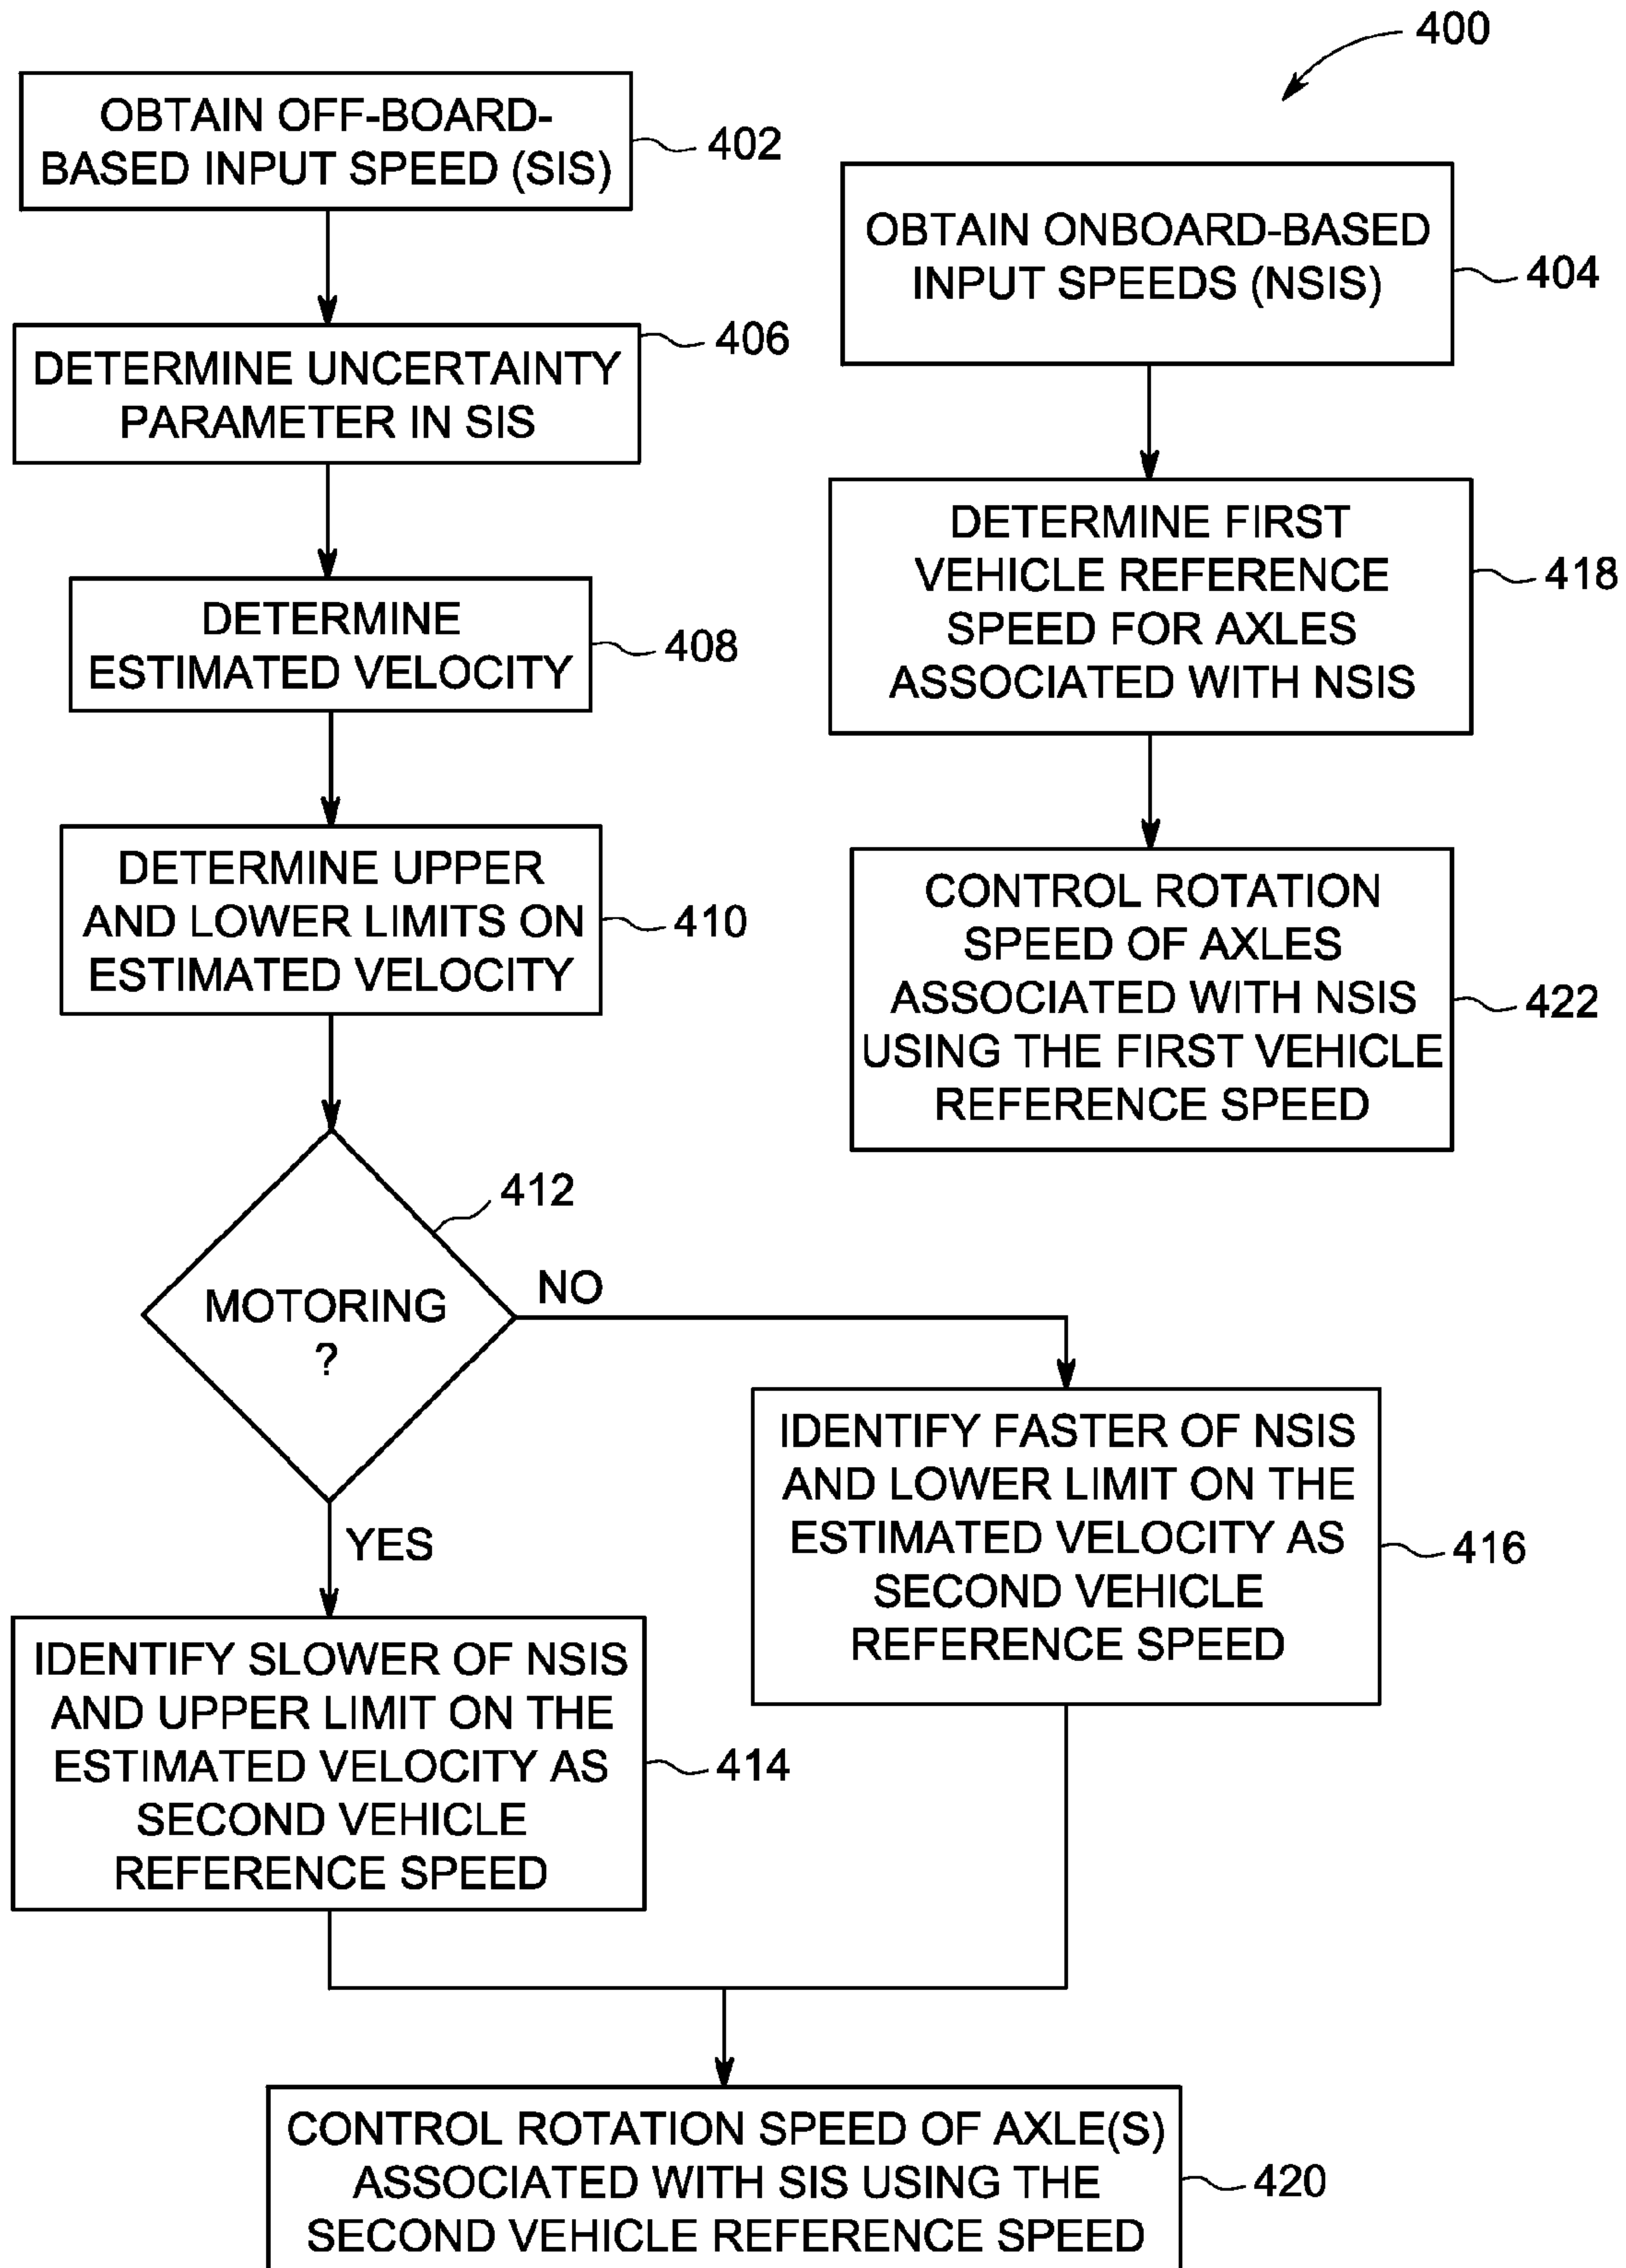 400
OBTAIN OFF-BOARD-
BASED INPUT SPEED (SIS)
402
OBTAIN ONBOARD-BASED
INPUT SPEEDS (NSIS)
404
DETERMINE UNCERTAINTY
PARAMETER IN SIS
406
DETERMINE FIRST
VEHICLE REFERENCE
SPEED FOR AXLES
ASSOCIATED WITH NSIS
418
DETERMINE
ESTIMATED VELOCITY
408
DETERMINE UPPER
AND LOWER LIMITS ON
ESTIMATED VELOCITY
410
CONTROL ROTATION
SPEED OF AXLES
ASSOCIATED WITH NSIS
USING THE FIRST VEHICLE
REFERENCE SPEED
422
412
MOTORING
?
NO
YES
IDENTIFY FASTER OF NSIS
AND LOWER LIMIT ON THE
ESTIMATED VELOCITY AS
SECOND VEHICLE
REFERENCE SPEED
416
IDENTIFY SLOWER OF NSIS
AND UPPER LIMIT ON THE
ESTIMATED VELOCITY AS
SECOND VEHICLE
REFERENCE SPEED
414
CONTROL ROTATION SPEED OF AXLE(S)
ASSOCIATED WITH SIS USING THE
SECOND VEHICLE REFERENCE SPEED
420